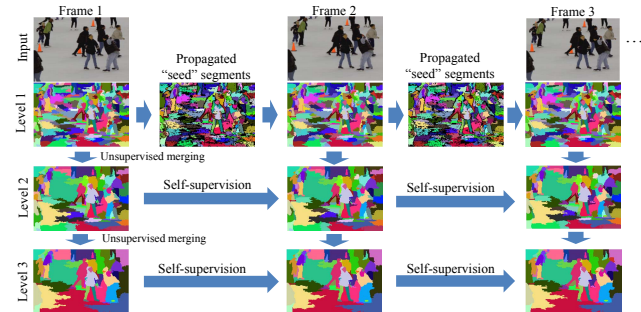 Frame 1
Frame 2
Frame 3
Input
...
Propagated
"seed" segments
Propagated
"seed" segments
Level 1
Unsupervised merging
Level 2
Self-supervision
Self-supervision
Unsupervised merging
Level 3
Self-supervision
Self-supervision